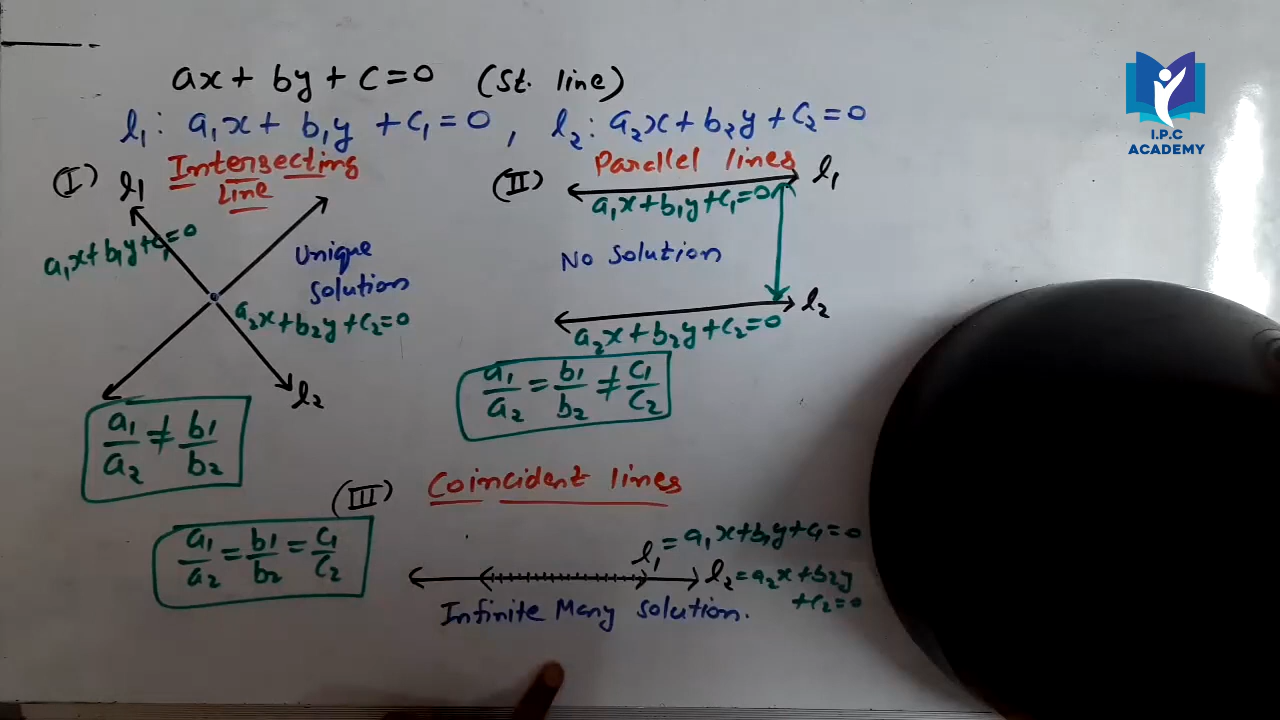 ax + by + c = 0 (St. line)
l₁: a₁x + b₁y + c₁ = 0 , l₂: a₂x + b₂y + c₂ = 0
(I) l₁ Intersecting
Line
a₁x+b₁y+c₁=0
Unique
solution
a₂x+b₂y+c₂=0
l₂
a₁/a₂ ≠ b₁/b₂
(II) Parallel lines
l₁
a₁x+b₁y+c₁=0
No solution
l₂
a₂x+b₂y+c₂=0
a₁/a₂ = b₁/b₂ ≠ c₁/c₂
(III) Coincident lines
a₁/a₂ = b₁/b₂ = c₁/c₂
l₁ = a₁x+b₁y+c₁=0
l₂ = a₂x+b₂y
+c₂=0
Infinite Many solution.
I.P.C
ACADEMY